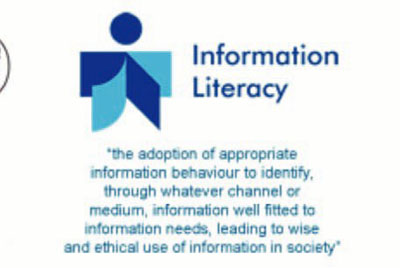 Information
Literacy
"the adoption of appropriate
information behaviour to identify,
through whatever channel or
medium, information well fitted to
information needs, leading to wise
and ethical use of information in society"